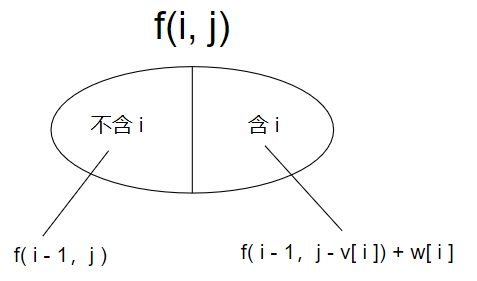 f(i, j)
不含 i
含 i
f( i - 1,  j )
f( i - 1,  j - v[ i ]) + w[ i ]